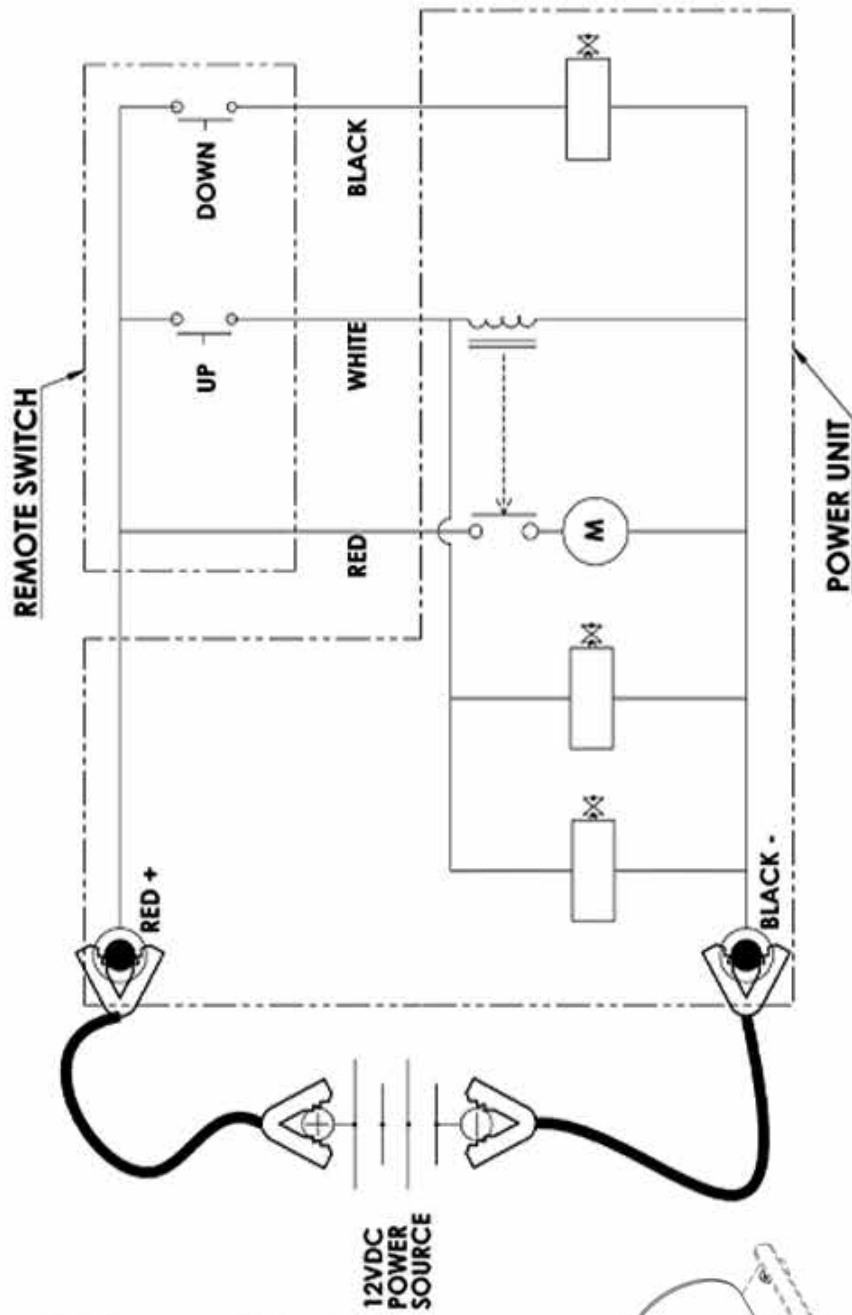 REMOTE SWITCH
DOWN
UP
BLACK
WHITE
RED
M
RED +
BLACK -
POWER UNIT
12VDC
POWER
SOURCE